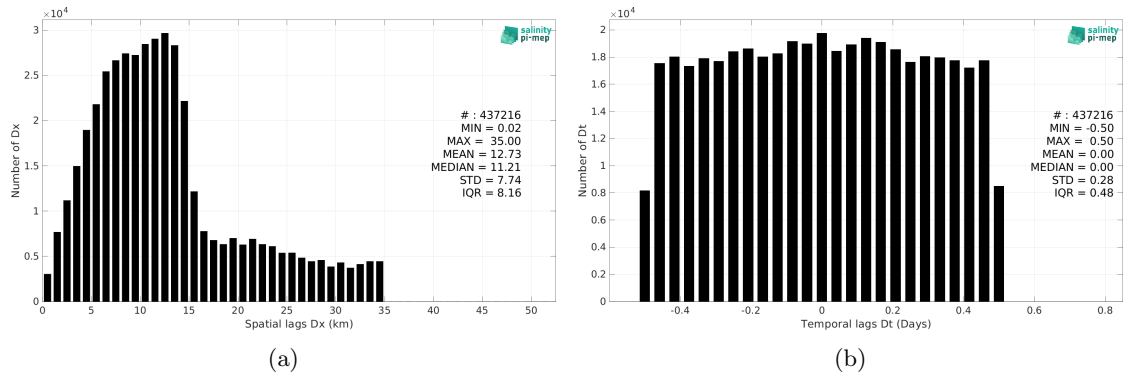 ×10⁴
3
2.5
2
1.5
1
0.5
0
0 5 10 15 20 25 30 35 40 45 50
Number of Dx
Spatial lags Dx (km)
salinity
pi-mep
# : 437216
MIN = 0.02
MAX = 35.00
MEAN = 12.73
MEDIAN = 11.21
STD = 7.74
IQR = 8.16
(a)
×10⁴
2
1.8
1.6
1.4
1.2
1
0.8
0.6
0.4
0.2
0
-0.4 -0.2 0 0.2 0.4 0.6 0.8
Number of Dt
Temporal lags Dt (Days)
salinity
pi-mep
# : 437216
MIN = -0.50
MAX = 0.50
MEAN = 0.00
MEDIAN = 0.00
STD = 0.28
IQR = 0.48
(b)